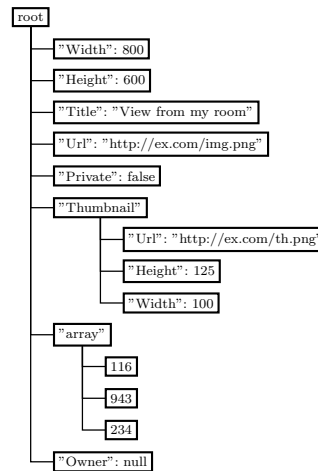 root
”Width”: 800
”Height”: 600
”Title”: ”View from my room”
”Url”: ”http://ex.com/img.png”
”Private”: false
”Thumbnail”
”Url”: ”http://ex.com/th.png”
”Height”: 125
”Width”: 100
”array”
116
943
234
”Owner”: null